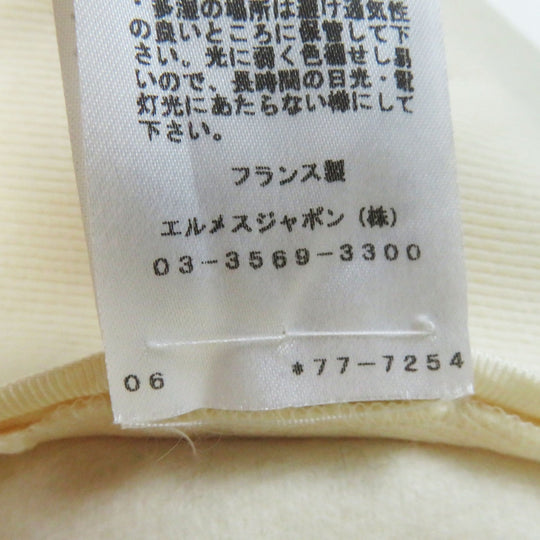 ・多湿の場所は避け通気性
の良いところに保管して下
さい。光に弱く色褪せし易
いので、長時間の日光・蛍
灯光にあたらない様にして
下さい。
フランス製
エルメスジャポン(株)
03-3569-3300
06 *77-7254